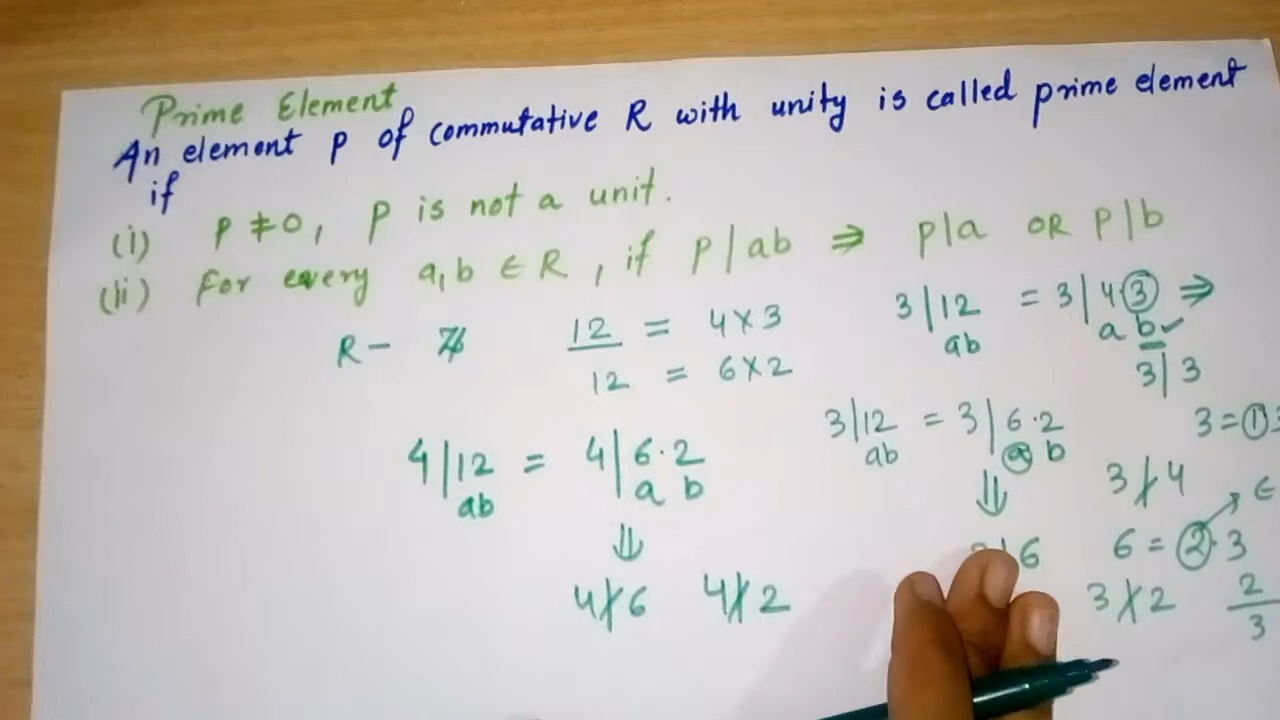 Prime Element
An element p of commutative R with unity is called prime element
if
(i) P ≠ 0, P is not a unit.
(ii) For every a,b ∈ R, if P|ab ⇒ p|a OR P|b
R - ℤ 12 = 4×3 3|12 = 3|4·3 ⇒
ab a b ✓
12 = 6×2 3|3
3|12 = 3|6·2 3 = 1·
ab a b
4|12 = 4|6·2
ab a b
⇓ ⇓ 3∤4 ∈
6 6 = 2·3
4∤6 4∤2 3∤2 2/3